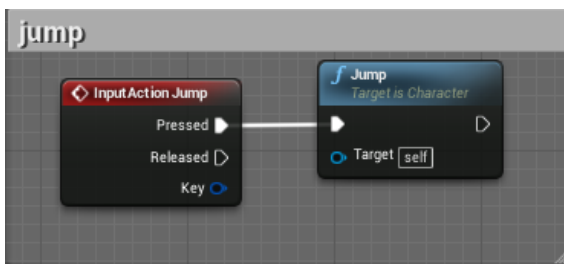 jump
InputAction Jump
Pressed
Released
Key
f Jump
Target is Character
Target self